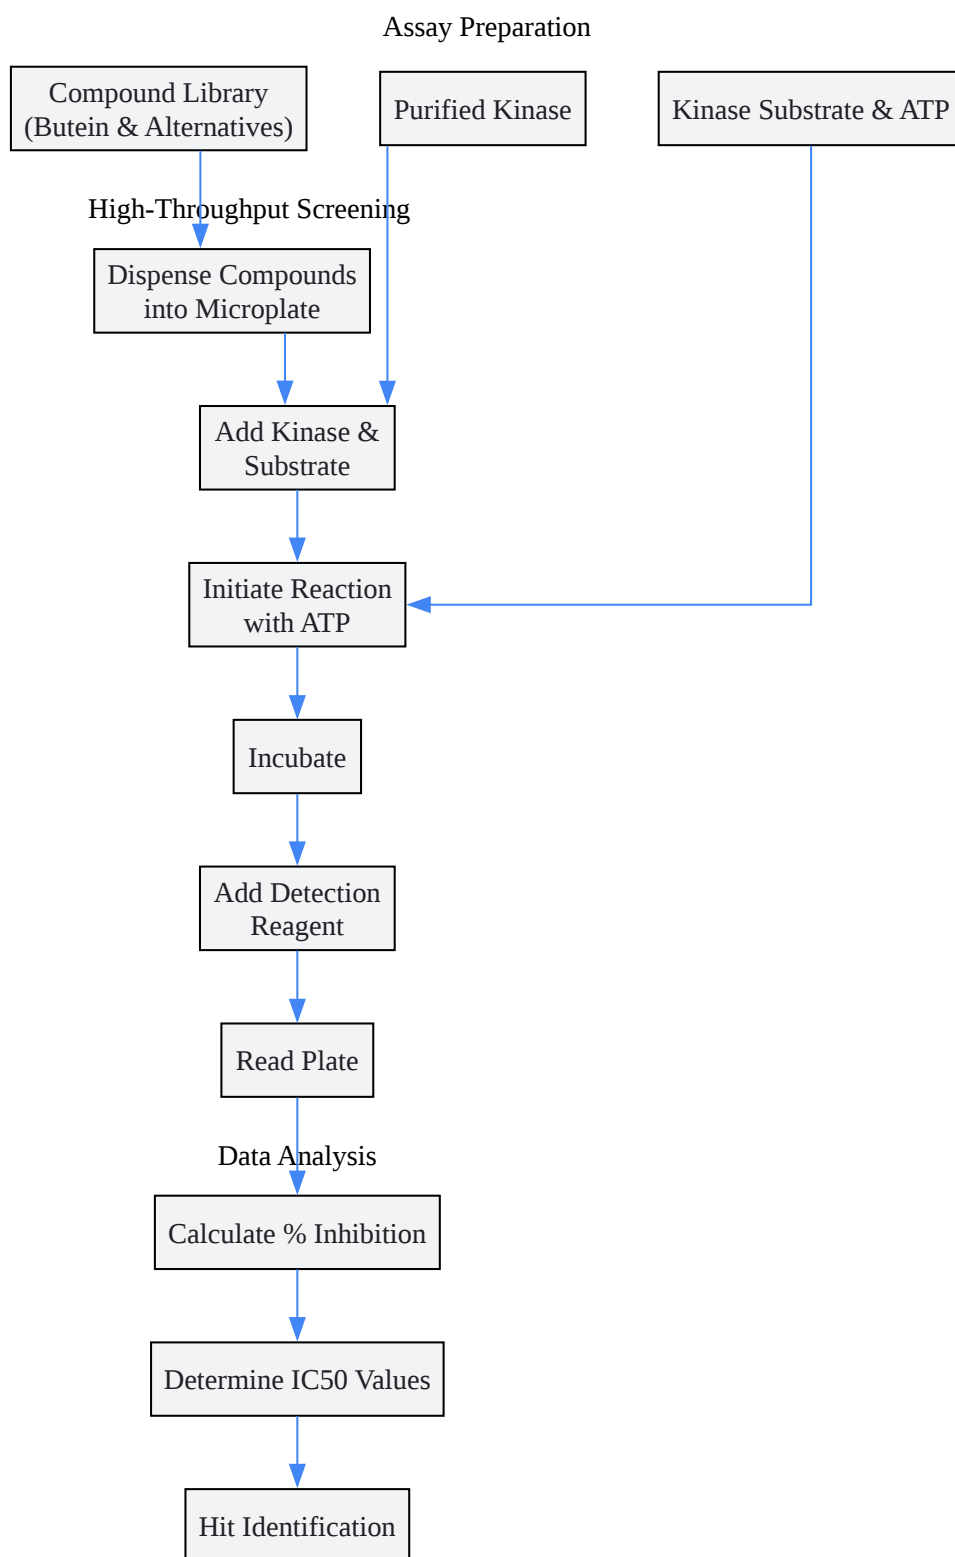 Assay Preparation
Compound Library
(Butein & Alternatives)
Purified Kinase
Kinase Substrate & ATP
High-Throughput Screening
Dispense Compounds
into Microplate
Add Kinase &
Substrate
Initiate Reaction
with ATP
Incubate
Add Detection
Reagent
Read Plate
Data Analysis
Calculate % Inhibition
Determine IC50 Values
Hit Identification